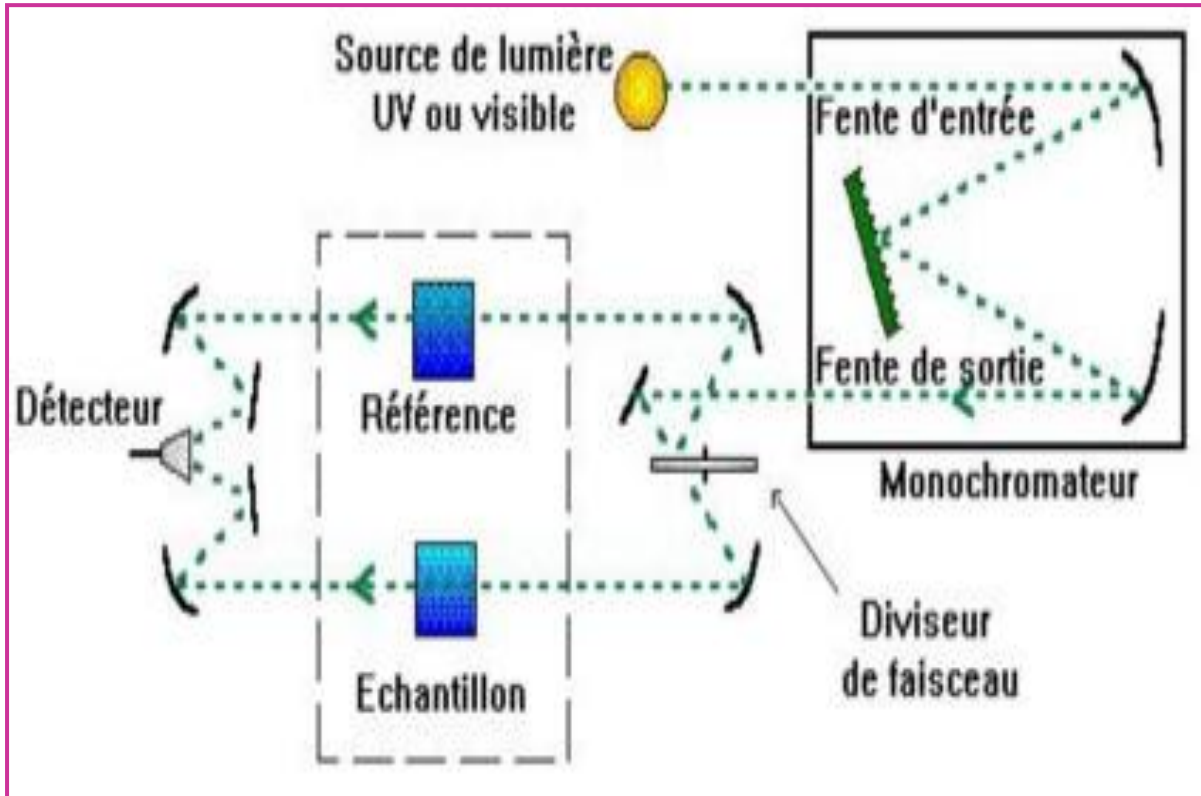 Source de lumière
UV ou visible
Fente d'entrée
Fente de sortie
Monochromateur
Détecteur
Référence
Echantillon
Diviseur
de faisceau